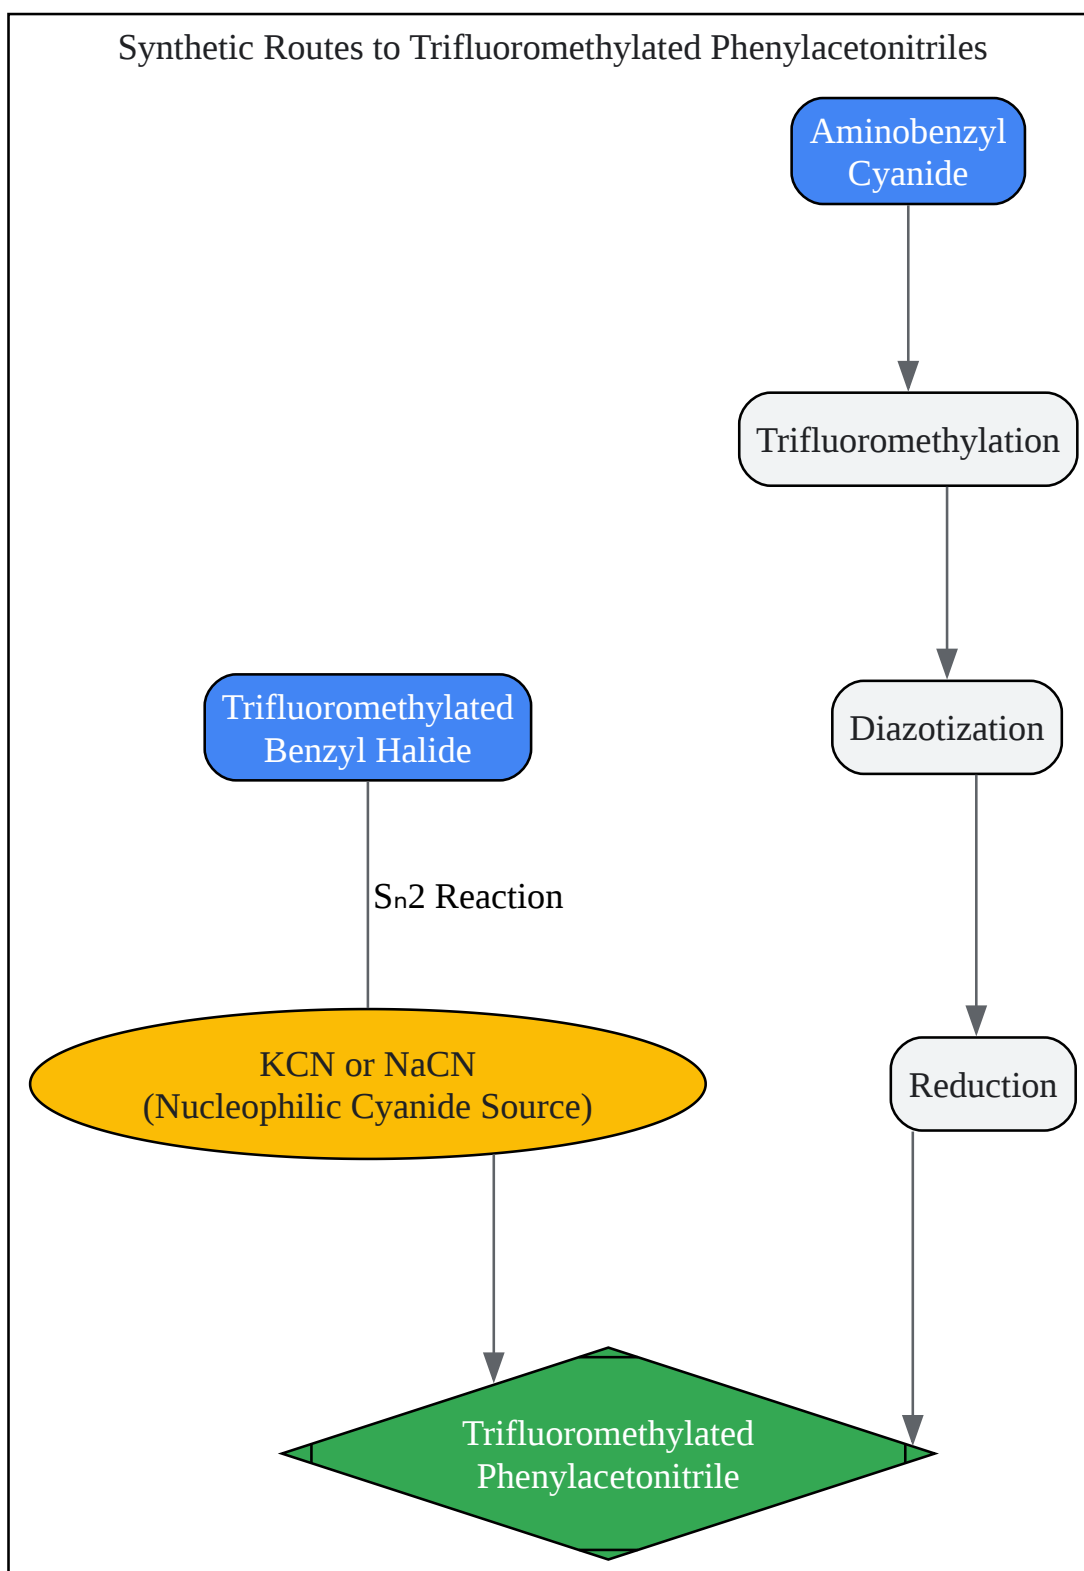 Synthetic Routes to Trifluoromethylated Phenylacetonitriles
Aminobenzyl
Cyanide
Trifluoromethylation
Trifluoromethylated
Benzyl Halide
Diazotization
Sₙ2 Reaction
KCN or NaCN
(Nucleophilic Cyanide Source)
Reduction
Trifluoromethylated
Phenylacetonitrile